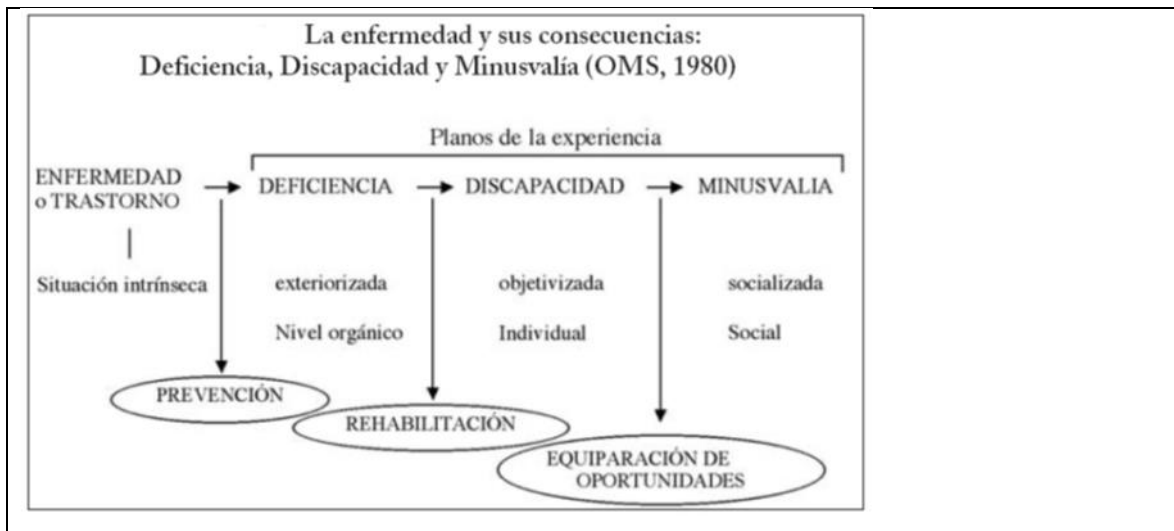 La enfermedad y sus consecuencias:
Deficiencia, Discapacidad y Minusvalía (OMS, 1980)
Planos de la experiencia
ENFERMEDAD
o TRASTORNO
DEFICIENCIA
DISCAPACIDAD
MINUSVALIA
Situación intrínseca
exteriorizada
objetivizada
socializada
Nivel orgánico
Individual
Social
PREVENCIÓN
REHABILITACIÓN
EQUIPARACIÓN DE
OPORTUNIDADES